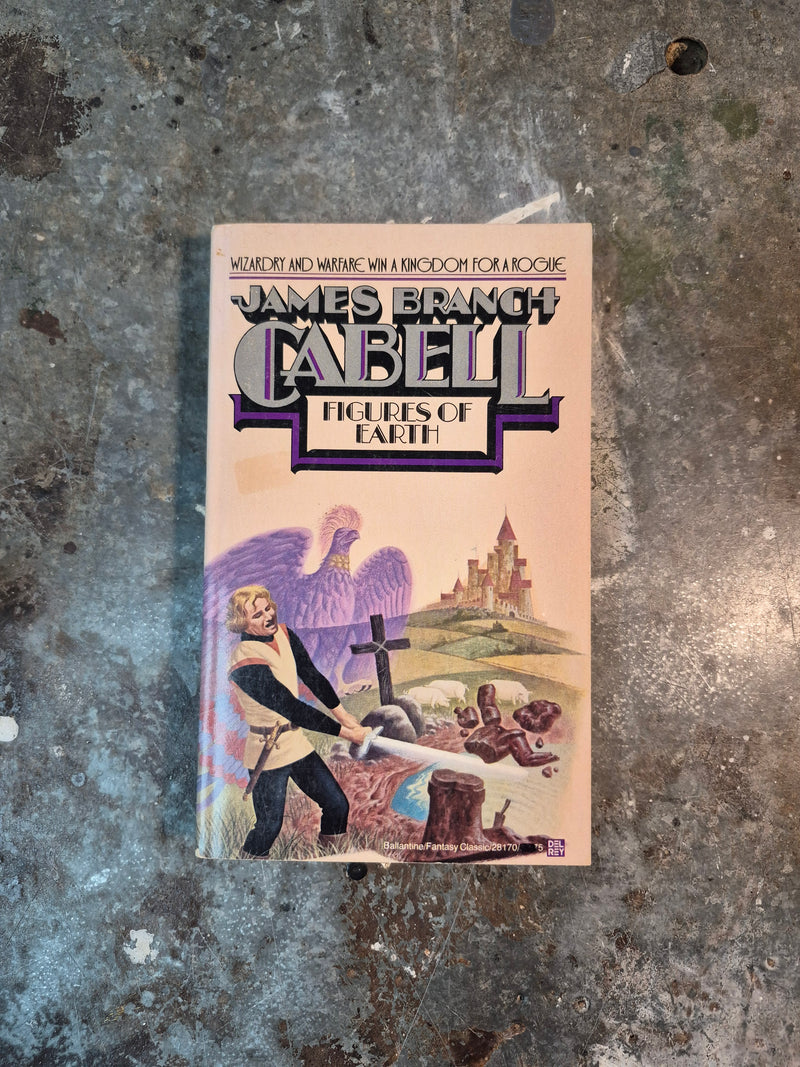 WIZARDRY AND WARFARE WIN A KINGDOM FOR A ROGUE
JAMES BRANCH
CABELL
FIGURES OF
EARTH
Ballantine/Fantasy Classic/28170/
DEL
REY